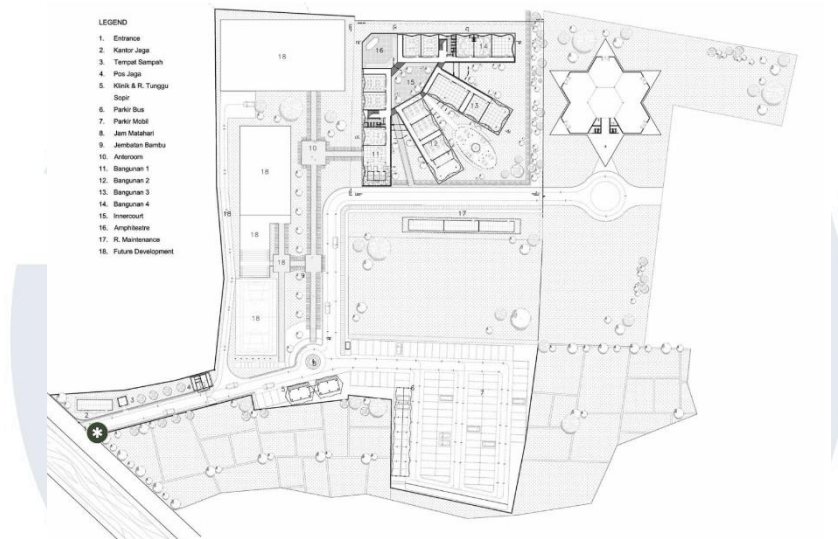 LEGEND
1. Entrance
2. Kantor Jaga
3. Tempat Sampah
4. Pos Jaga
5. Klinik & R. Tunggu
Sopir
6. Parkir Bus
7. Parkir Mobil
8. Jam Matahari
9. Jembatan Bambu
10. Anteroom
11. Bangunan 1
12. Bangunan 2
13. Bangunan 3
14. Bangunan 4
15. Innercourt
16. Amphiteatre
17. R. Maintenance
18. Future Development
18
16
14
15
13
10
11
18
18
17
18
18
18
9
8
5
4
3
2
6
7